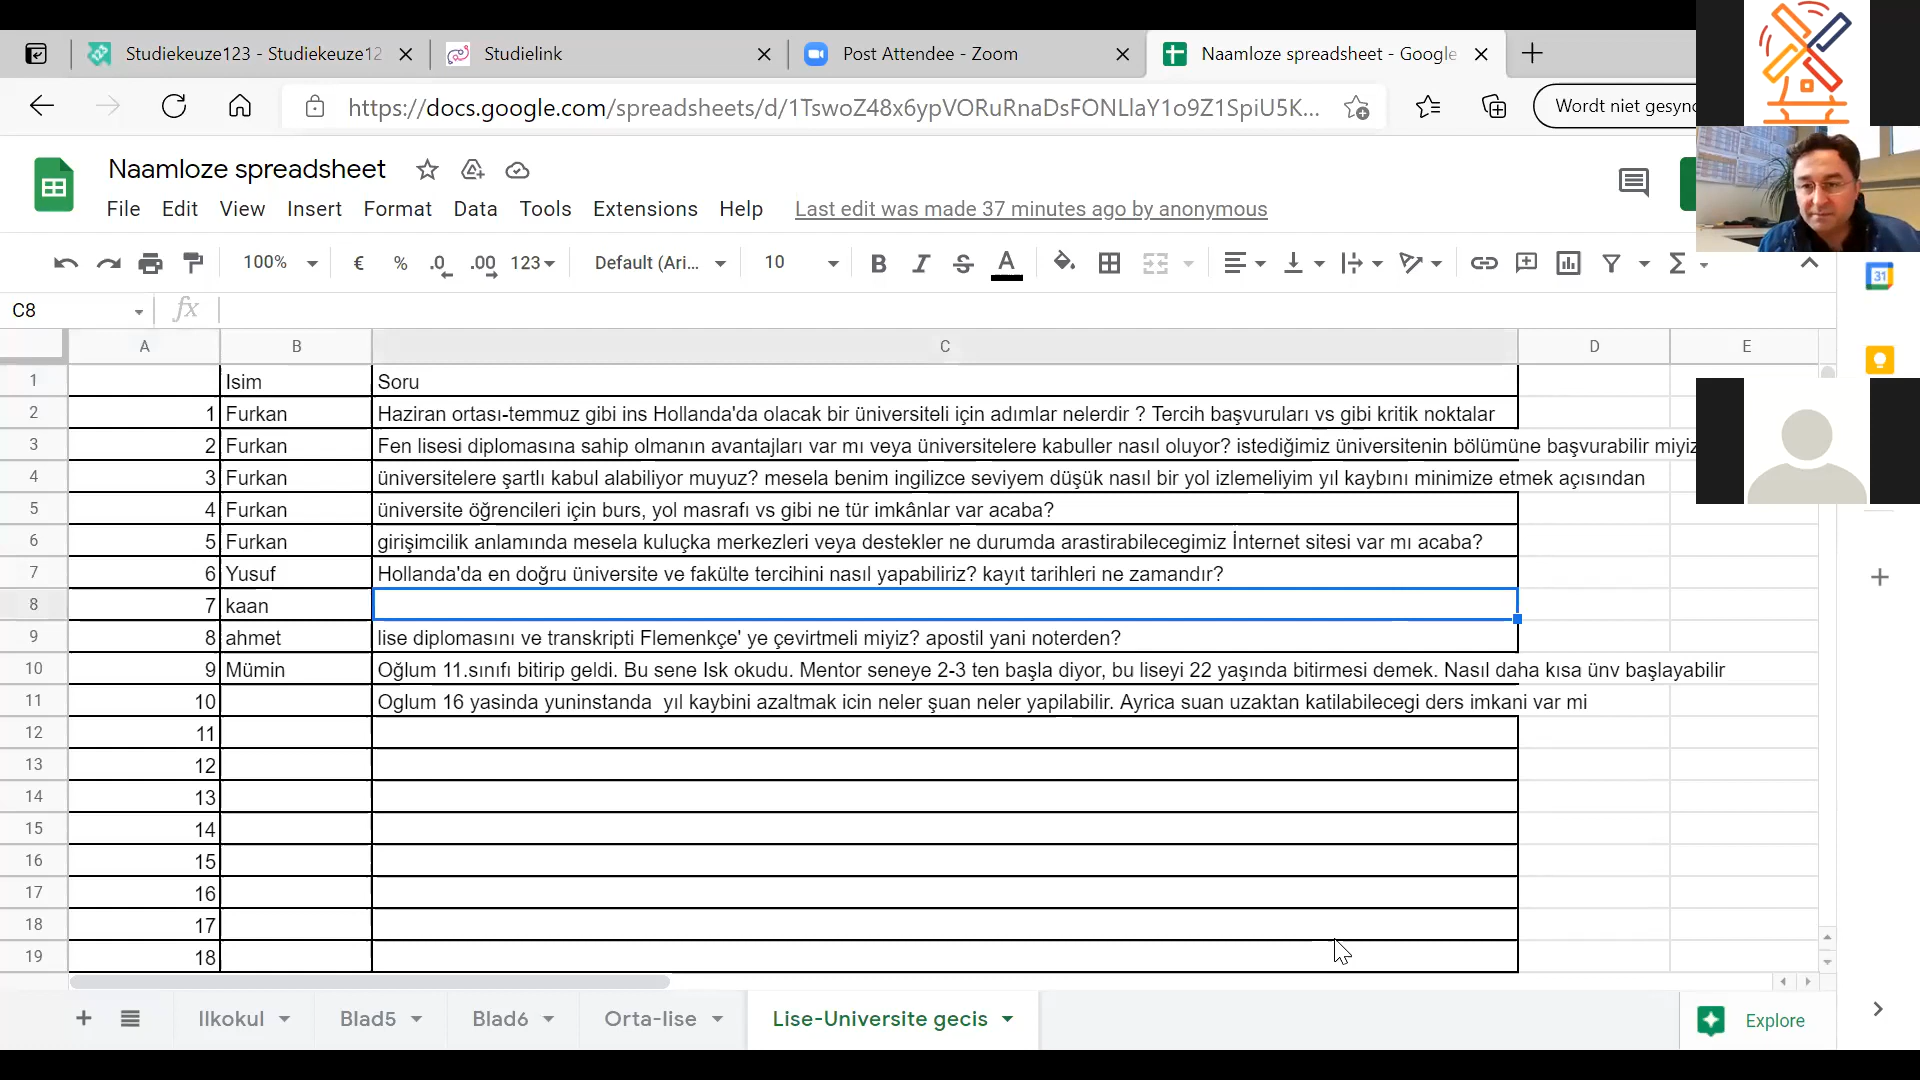 Studiekeuze123 - Studiekeuze12
Studielink
Post Attendee - Zoom
Naamloze spreadsheet - Google
https://docs.google.com/spreadsheets/d/1TswoZ48x6ypVORuRnaDsFONLlaY1o9Z1SpiU5K...
Wordt niet gesync
Naamloze spreadsheet
File Edit View Insert Format Data Tools Extensions Help Last edit was made 37 minutes ago by anonymous
100% € % .0 .00 123 Default (Ari... 10 B I S A Σ
31
C8 fx
A B C D E
1 Isim Soru
2 1 Furkan Haziran ortası-temmuz gibi ins Hollanda'da olacak bir üniversiteli için adımlar nelerdir ? Tercih başvuruları vs gibi kritik noktalar
3 2 Furkan Fen lisesi diplomasına sahip olmanın avantajları var mı veya üniversitelere kabuller nasıl oluyor? istediğimiz üniversitenin bölümüne başvurabilir miyiz
4 3 Furkan üniversitelere şartlı kabul alabiliyor muyuz? mesela benim ingilizce seviyem düşük nasıl bir yol izlemeliyim yıl kaybını minimize etmek açısından
5 4 Furkan üniversite öğrencileri için burs, yol masrafı vs gibi ne tür imkânlar var acaba?
6 5 Furkan girişimcilik anlamında mesela kuluçka merkezleri veya destekler ne durumda arastirabilecegimiz İnternet sitesi var mı acaba?
7 6 Yusuf Hollanda'da en doğru üniversite ve fakülte tercihini nasıl yapabiliriz? kayıt tarihleri ne zamandır?
8 7 kaan
9 8 ahmet lise diplomasını ve transkripti Flemenkçe' ye çevirtmeli miyiz? apostil yani noterden?
10 9 Mümin Oğlum 11.sınıfı bitirip geldi. Bu sene Isk okudu. Mentor seneye 2-3 ten başla diyor, bu liseyi 22 yaşında bitirmesi demek. Nasıl daha kısa ünv başlayabilir
11 10 Oglum 16 yasinda yuninstanda yıl kaybini azaltmak icin neler şuan neler yapilabilir. Ayrica suan uzaktan katilabilecegi ders imkani var mi
12 11
13 12
14 13
15 14
16 15
17 16
18 17
19 18
Ilkokul Blad5 Blad6 Orta-lise Lise-Universite gecis Explore